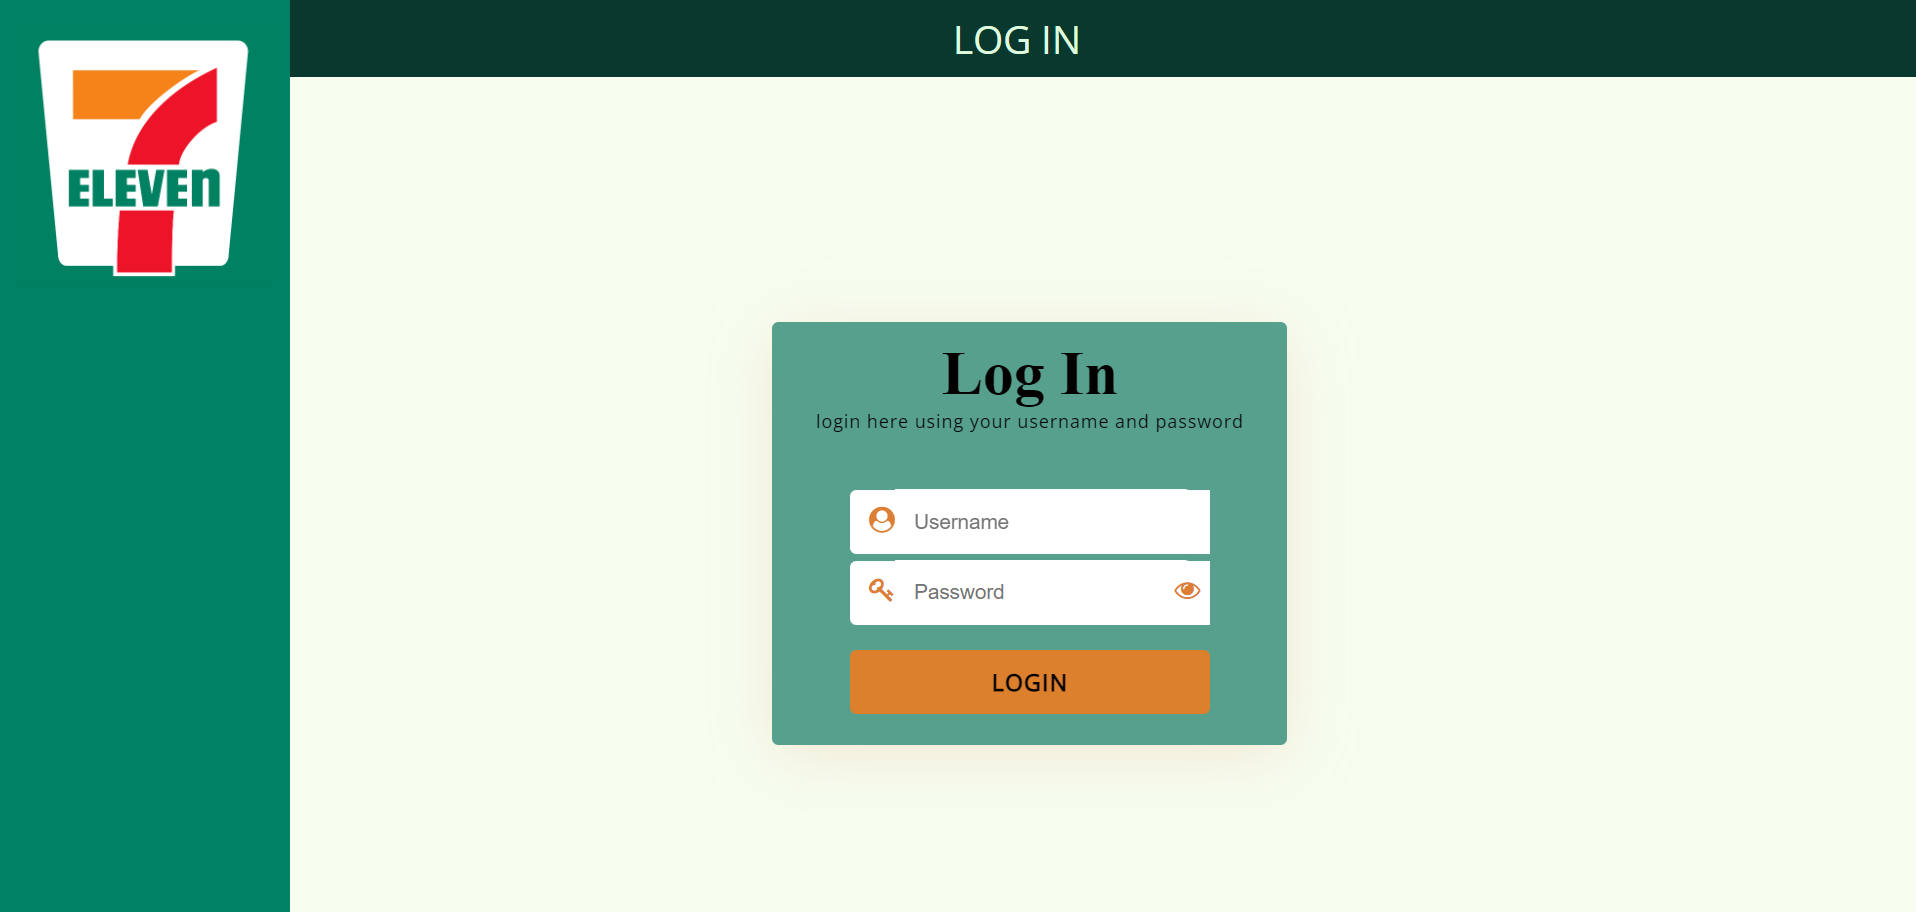 7
ELEVEN
LOG IN
Log In
login here using your username and password
Username
Password
LOGIN